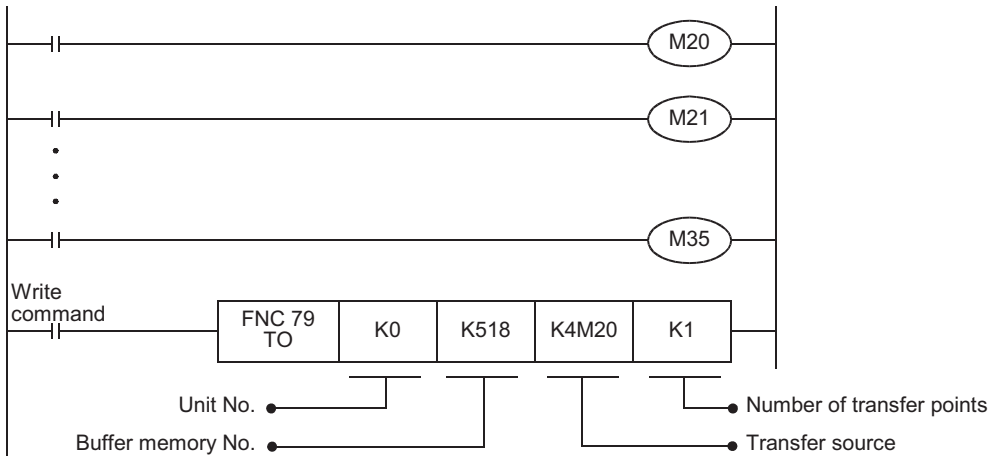 M20
M21
M35
Write
command
FNC 79
TO
K0
K518
K4M20
K1
Unit No.
Number of transfer points
Buffer memory No.
Transfer source